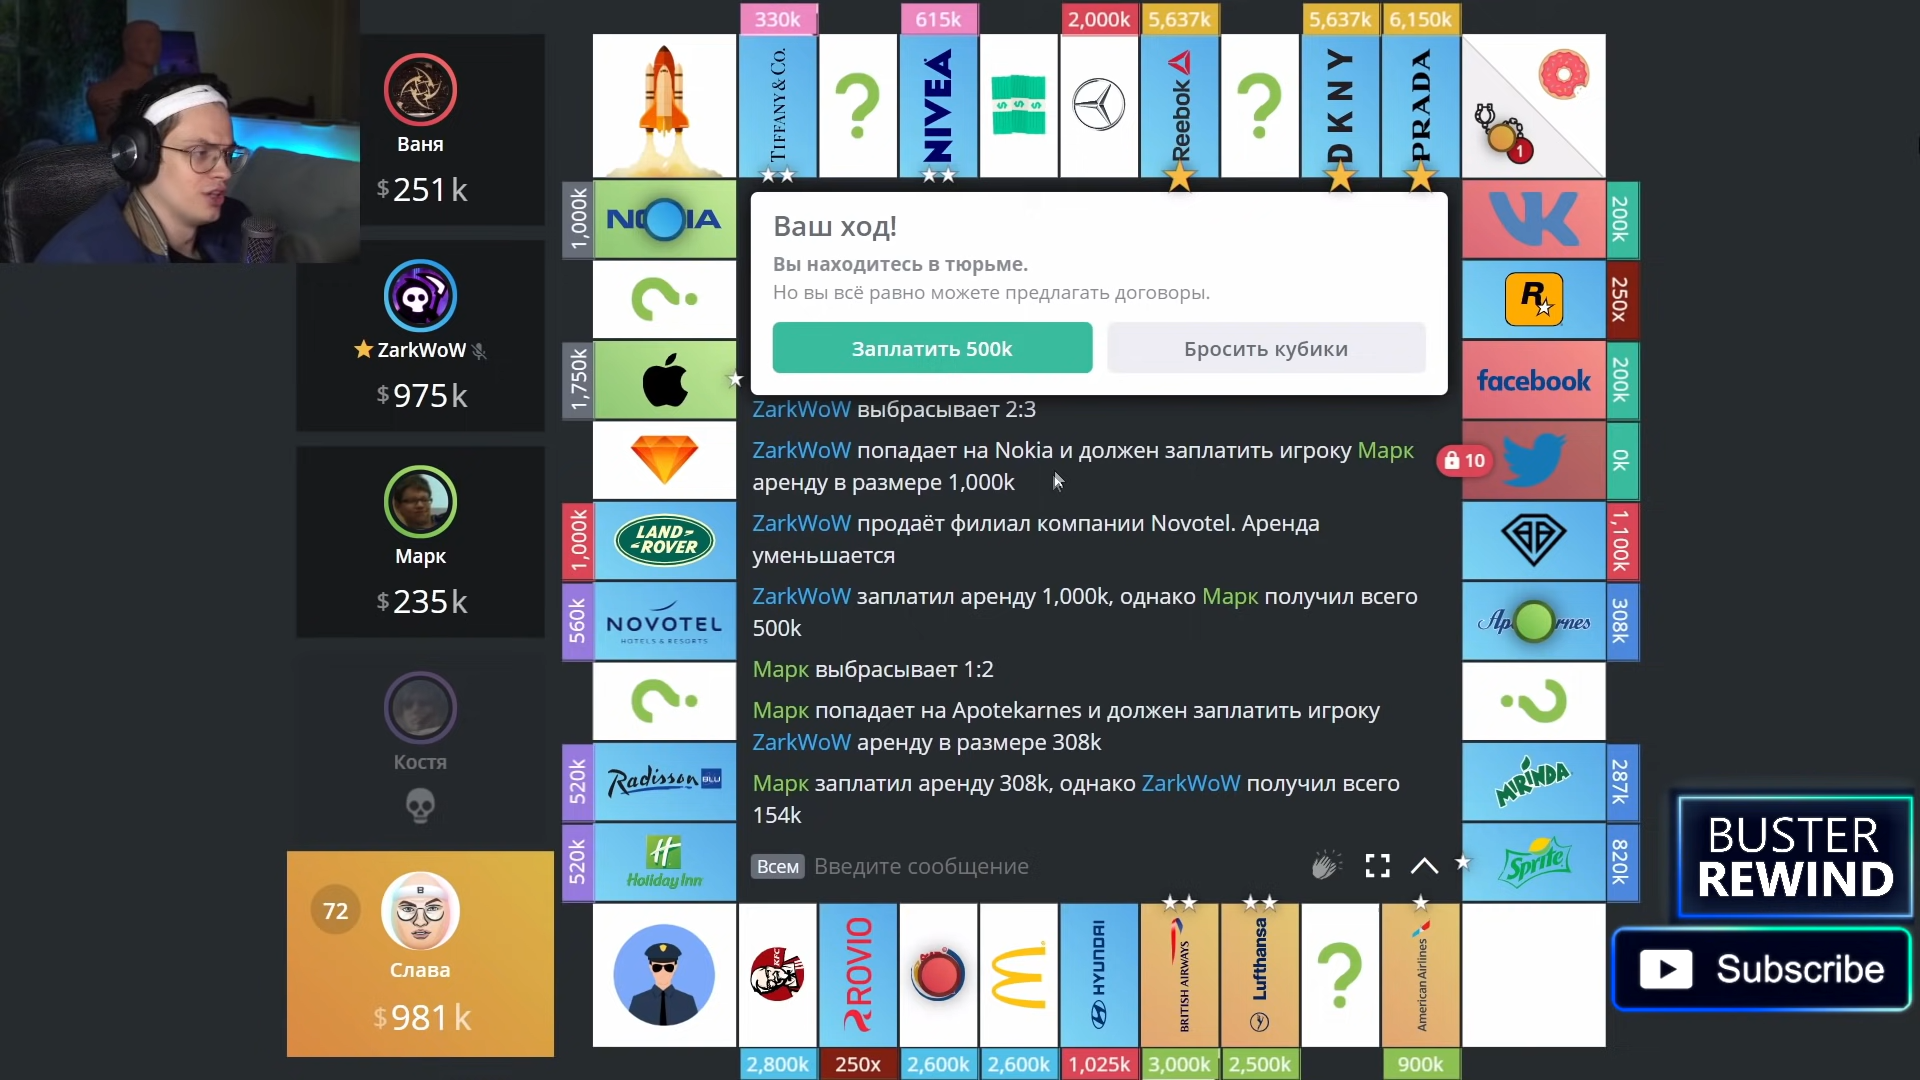 330k
615k
2,000k
5,637k
5,637k
6,150k
TIFFANY & CO.
?
NIVEA
Reebok
?
DKNY
PRADA
1
Ваня
$ 251k
ZarkWoW
$ 975k
Марк
$ 235k
Костя
72
Слава
$ 981k
1,000k
NOKIA
?
1,750k
1,000k
LAND-
ROVER
560k
NOVOTEL
HOTELS & RESORTS
?
520k
Radisson BLU
520k
H
Holiday Inn
Ваш ход!
Вы находитесь в тюрьме.
Но вы всё равно можете предлагать договоры.
Заплатить 500k
Бросить кубики
ZarkWoW выбрасывает 2:3
ZarkWoW попадает на Nokia и должен заплатить игроку Марк
аренду в размере 1,000k
ZarkWoW продаёт филиал компании Novotel. Аренда
уменьшается
ZarkWoW заплатил аренду 1,000k, однако Марк получил всего
500k
Марк выбрасывает 1:2
Марк попадает на Apotekarnes и должен заплатить игроку
ZarkWoW аренду в размере 308k
Марк заплатил аренду 308k, однако ZarkWoW получил всего
154k
Всем Введите сообщение
VK
200k
R
250x
facebook
200k
10
0k
1,100k
308k
?
MIRINDA
287k
Sprite
820k
KFC
ROVIO
HYUNDAI
BRITISH AIRWAYS
Lufthansa
?
American Airlines
2,800k
250x
2,600k
2,600k
1,025k
3,000k
2,500k
900k
BUSTER
REWIND
Subscribe